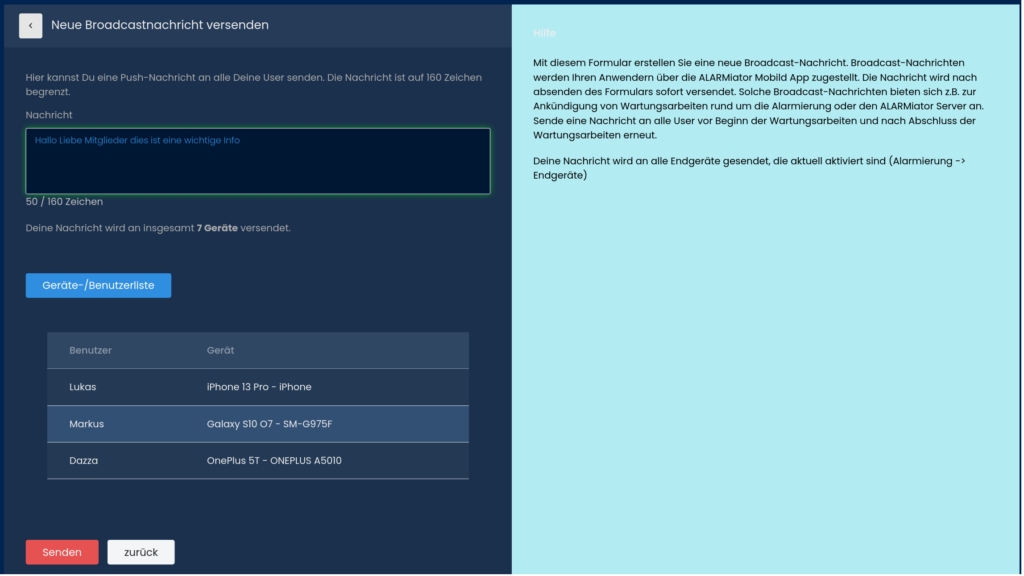 ‹ Neue Broadcastnachricht versenden
Hier kannst Du eine Push-Nachricht an alle Deine User senden. Die Nachricht ist auf 160 Zeichen
begrenzt.
Nachricht
Hallo Liebe Mitglieder dies ist eine wichtige Info
50 / 160 Zeichen
Deine Nachricht wird an insgesamt 7 Geräte versendet.
Geräte-/Benutzerliste
Benutzer Gerät
Lukas iPhone 13 Pro - iPhone
Markus Galaxy S10 O7 - SM-G975F
Dazza OnePlus 5T - ONEPLUS A5010
Senden zurück
Hilfe
Mit diesem Formular erstellen Sie eine neue Broadcast-Nachricht. Broadcast-Nachrichten
werden Ihren Anwendern über die ALARMiator Mobild App zugestellt. Die Nachricht wird nach
absenden des Formulars sofort versendet. Solche Broadcast-Nachrichten bieten sich z.B. zur
Ankündigung von Wartungsarbeiten rund um die Alarmierung oder den ALARMiator Server an.
Sende eine Nachricht an alle User vor Beginn der Wartungsarbeiten und nach Abschluss der
Wartungsarbeiten erneut.
Deine Nachricht wird an alle Endgeräte gesendet, die aktuell aktiviert sind (Alarmierung ->
Endgeräte)